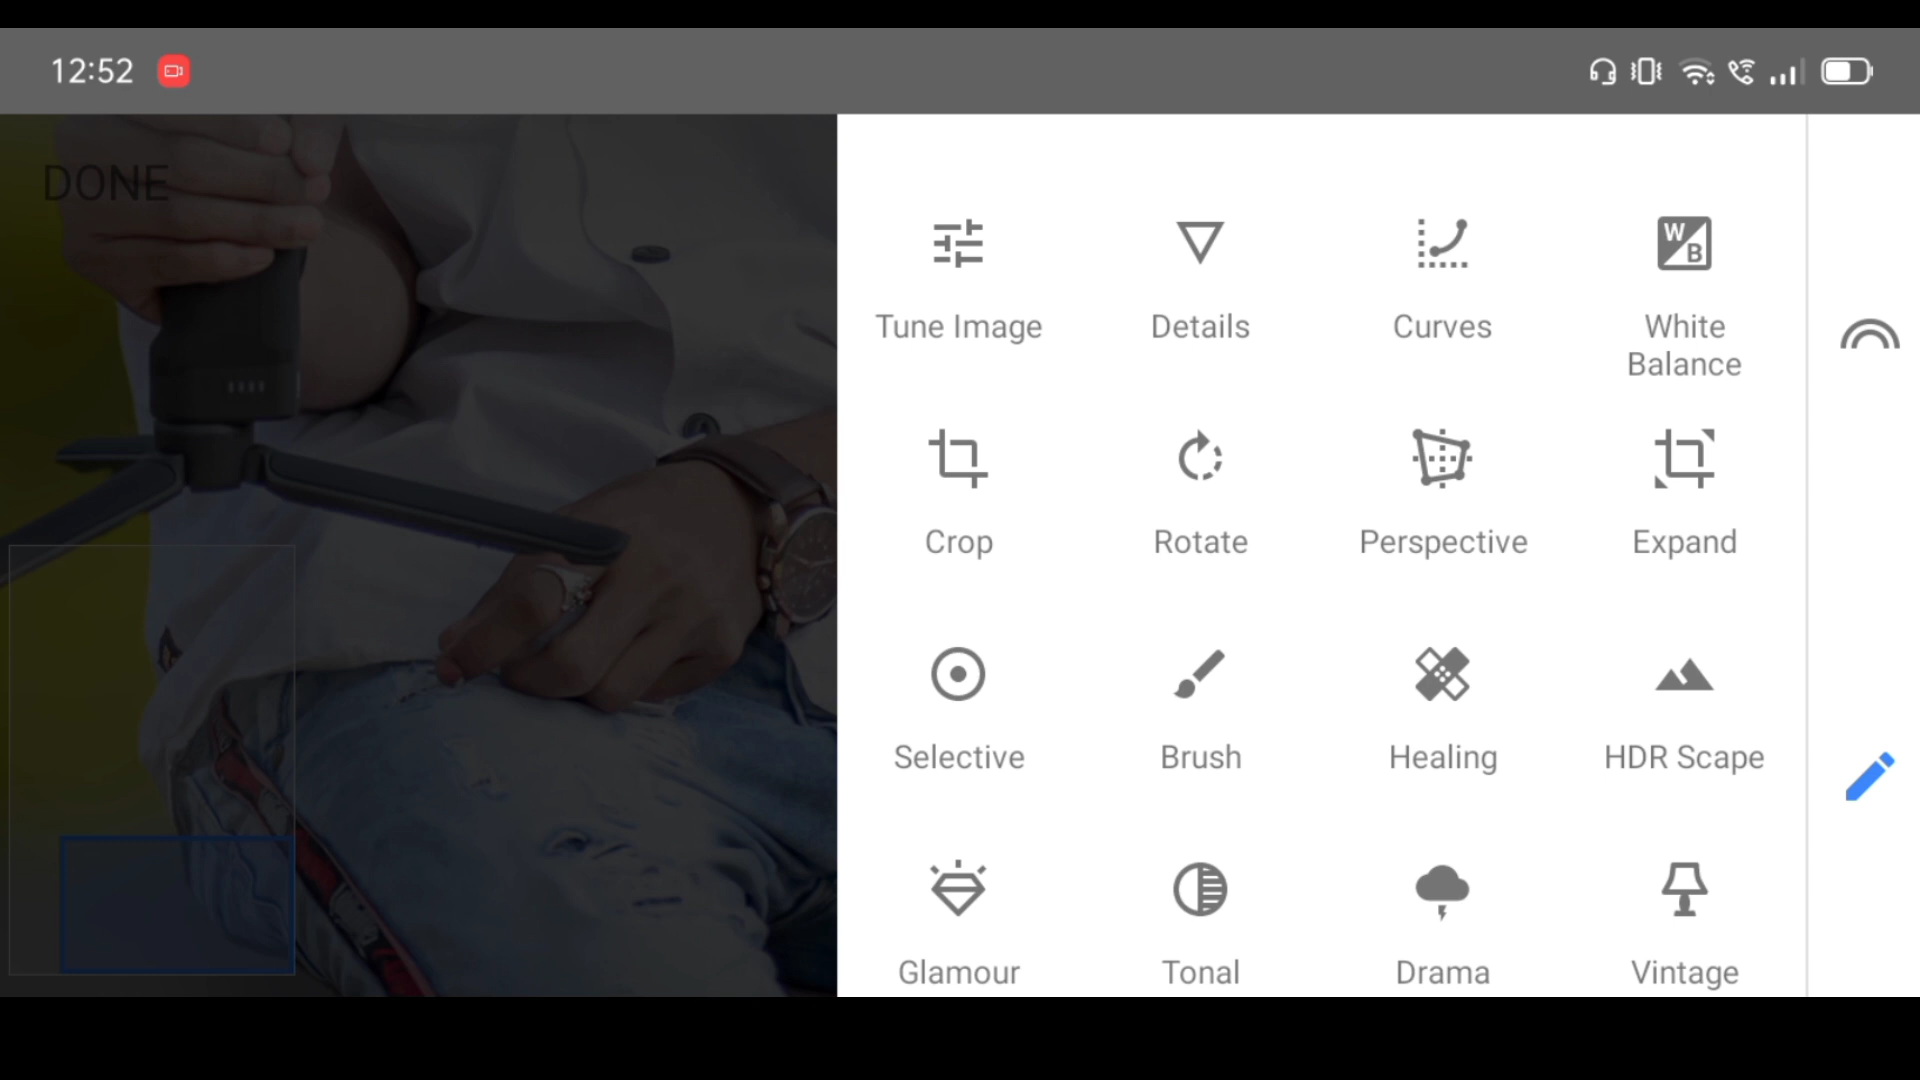 12:52
DONE
Tune Image
Details
Curves
W
B
White
Balance
Crop
Rotate
Perspective
Expand
Selective
Brush
Healing
HDR Scape
Glamour
Tonal
Drama
Vintage